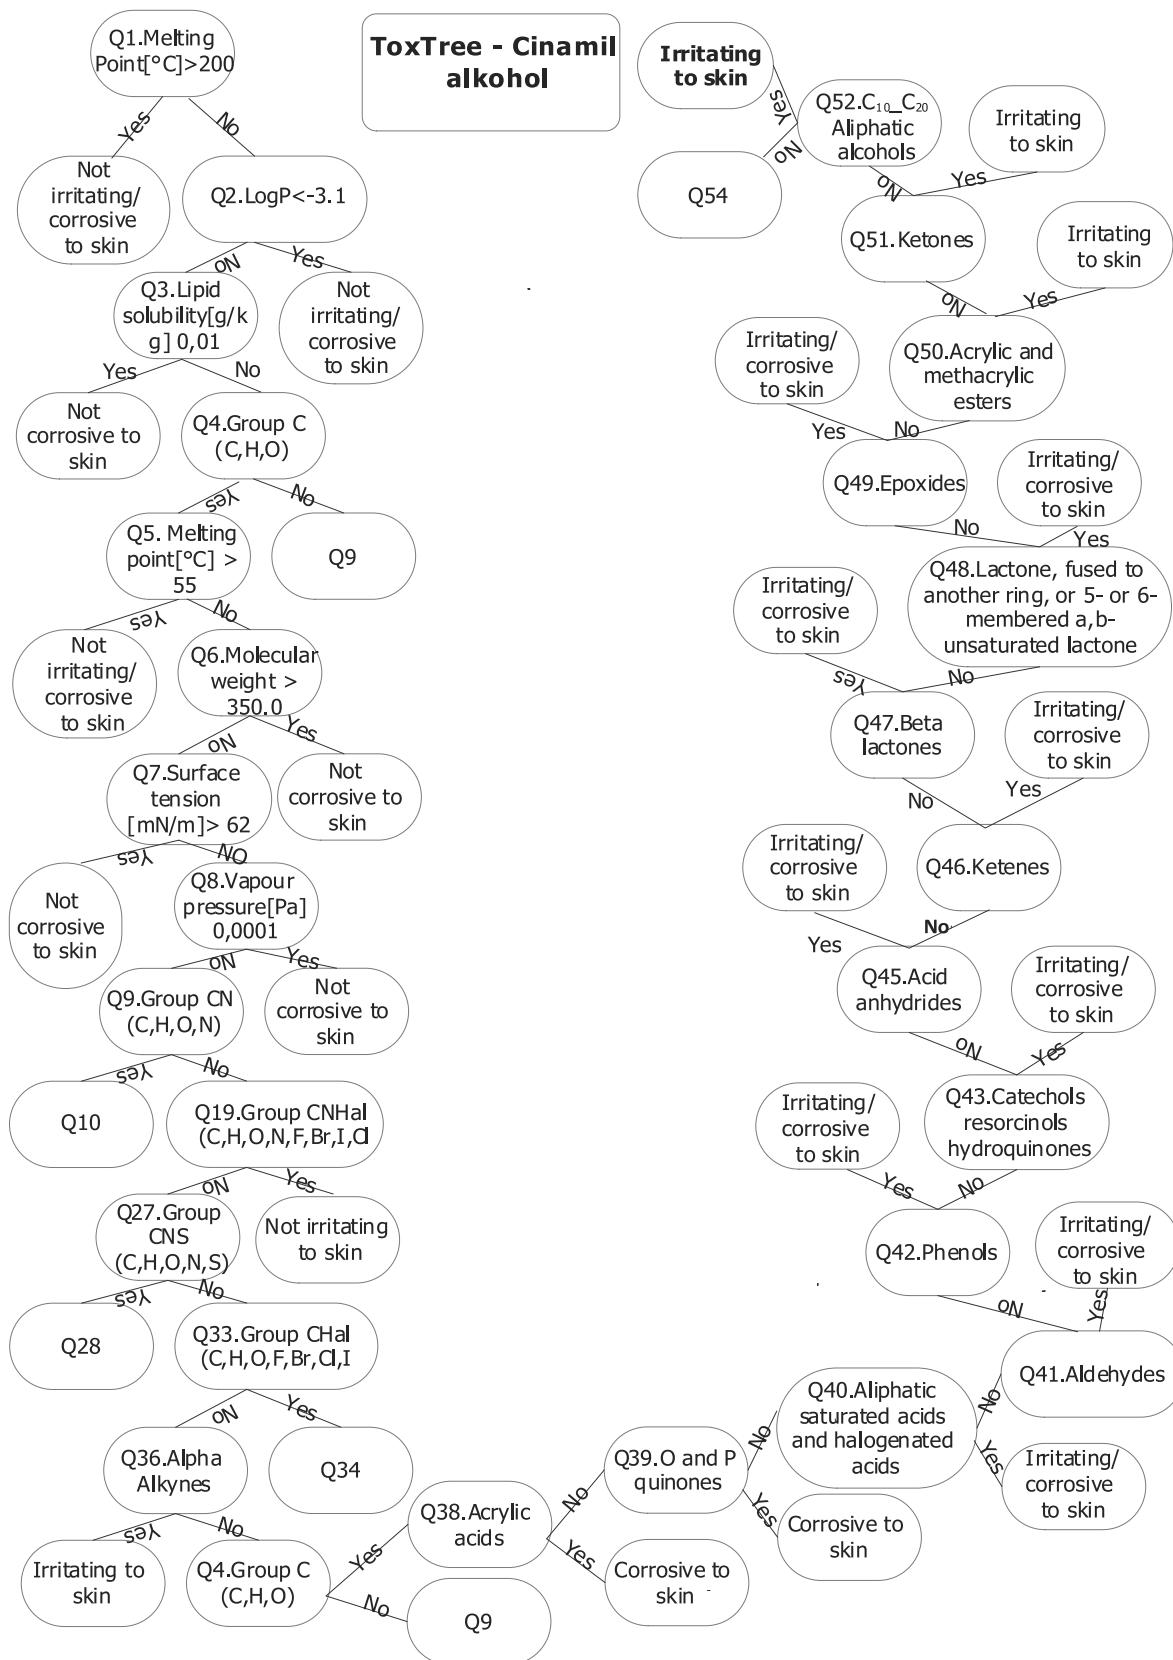 ToxTree - Cinamil
alkohol
Q1.Melting
Point[°C]>200
Yes
No
Not
irritating/
corrosive
to skin
Q2.LogP<-3.1
No
Yes
Q3.Lipid
solubility[g/k
g] 0,01
Not
irritating/
corrosive
to skin
Yes
No
Not
corrosive to
skin
Q4.Group C
(C,H,O)
Yes
No
Q5. Melting
point[°C] >
55
Q9
Yes
No
Not
irritating/
corrosive
to skin
Q6.Molecular
weight >
350.0
No
Yes
Q7.Surface
tension
[mN/m]> 62
Not
corrosive to
skin
Yes
NO
Not
corrosive
to skin
Q8.Vapour
pressure[Pa]
0,0001
No
Yes
Q9.Group CN
(C,H,O,N)
Not
corrosive to
skin
Yes
No
Q10
Q19.Group CNHal
(C,H,O,N,F,Br,I,Cl
No
Yes
Q27.Group
CNS
(C,H,O,N,S)
Not irritating
to skin
Yes
No
Q28
Q33.Group CHal
(C,H,O,F,Br,Cl,I
No
Yes
Q36.Alpha
Alkynes
Q34
Yes
No
Irritating to
skin
Q4.Group C
(C,H,O)
Yes
No
Q38.Acrylic
acids
Q9
No
Yes
Q39.O and P
quinones
Corrosive to
skin
No
Yes
Q40.Aliphatic
saturated acids
and halogenated
acids
Corrosive to
skin
No
Yes
Q41.Aldehydes
Irritating/
corrosive
to skin
No
Yes
Q42.Phenols
Irritating/
corrosive
to skin
Yes
No
Irritating/
corrosive
to skin
Q43.Catechols
resorcinols
hydroquinones
No
Yes
Q45.Acid
anhydrides
Irritating/
corrosive
to skin
Yes
No
Irritating/
corrosive
to skin
Q46.Ketenes
No
Yes
Q47.Beta
lactones
Irritating/
corrosive
to skin
Yes
No
Irritating/
corrosive
to skin
Q48.Lactone, fused to
another ring, or 5- or 6-
membered a,b-
unsaturated lactone
No
Yes
Q49.Epoxides
Irritating/
corrosive
to skin
Yes
No
Irritating/
corrosive
to skin
Q50.Acrylic and
methacrylic
esters
No
Yes
Q51.Ketones
Irritating
to skin
No
Yes
Q52.C₁₀_C₂₀
Aliphatic
alcohols
Irritating
to skin
Yes
No
Irritating
to skin
Q54